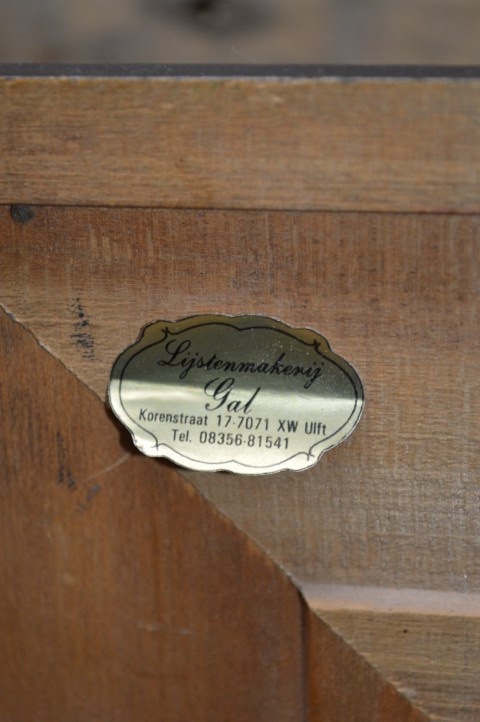 Lijstenmakerij
Gal
Korenstraat 17-7071 XW Ulft
Tel. 08356-81541